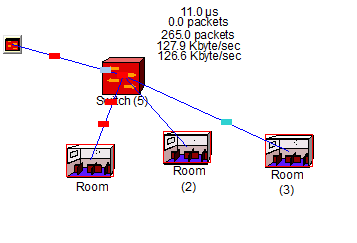 11.0 µs
0.0 packets
265.0 packets
127.9 Kbyte/sec
126.6 Kbyte/sec
Switch (5)
Room
Room
(2)
Room
(3)